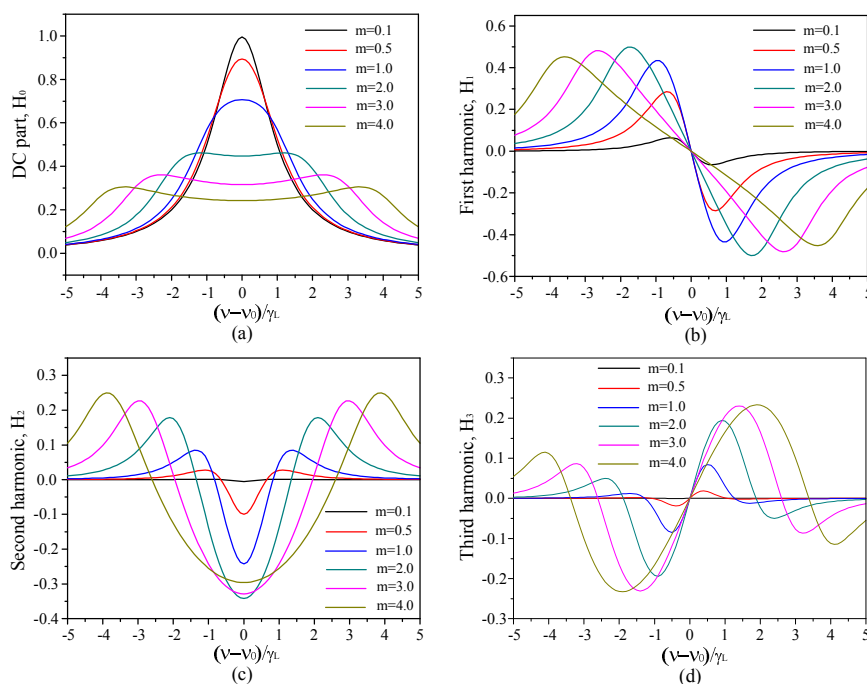 DC part, H₀
1.0
0.8
0.6
0.4
0.2
0.0
m=0.1
m=0.5
m=1.0
m=2.0
m=3.0
m=4.0
-5 -4 -3 -2 -1 0 1 2 3 4 5
(ν-ν₀)/γL
(a)
First harmonic, H₁
0.6
0.4
0.2
0.0
-0.2
-0.4
-0.6
m=0.1
m=0.5
m=1.0
m=2.0
m=3.0
m=4.0
-5 -4 -3 -2 -1 0 1 2 3 4 5
(ν-ν₀)/γL
(b)
Second harmonic, H₂
0.3
0.2
0.1
0.0
-0.1
-0.2
-0.3
-0.4
m=0.1
m=0.5
m=1.0
m=2.0
m=3.0
m=4.0
-5 -4 -3 -2 -1 0 1 2 3 4 5
(ν-ν₀)/γL
(c)
Third harmonic, H₃
0.3
0.2
0.1
0.0
-0.1
-0.2
-0.3
m=0.1
m=0.5
m=1.0
m=2.0
m=3.0
m=4.0
-5 -4 -3 -2 -1 0 1 2 3 4 5
(ν-ν₀)/γL
(d)